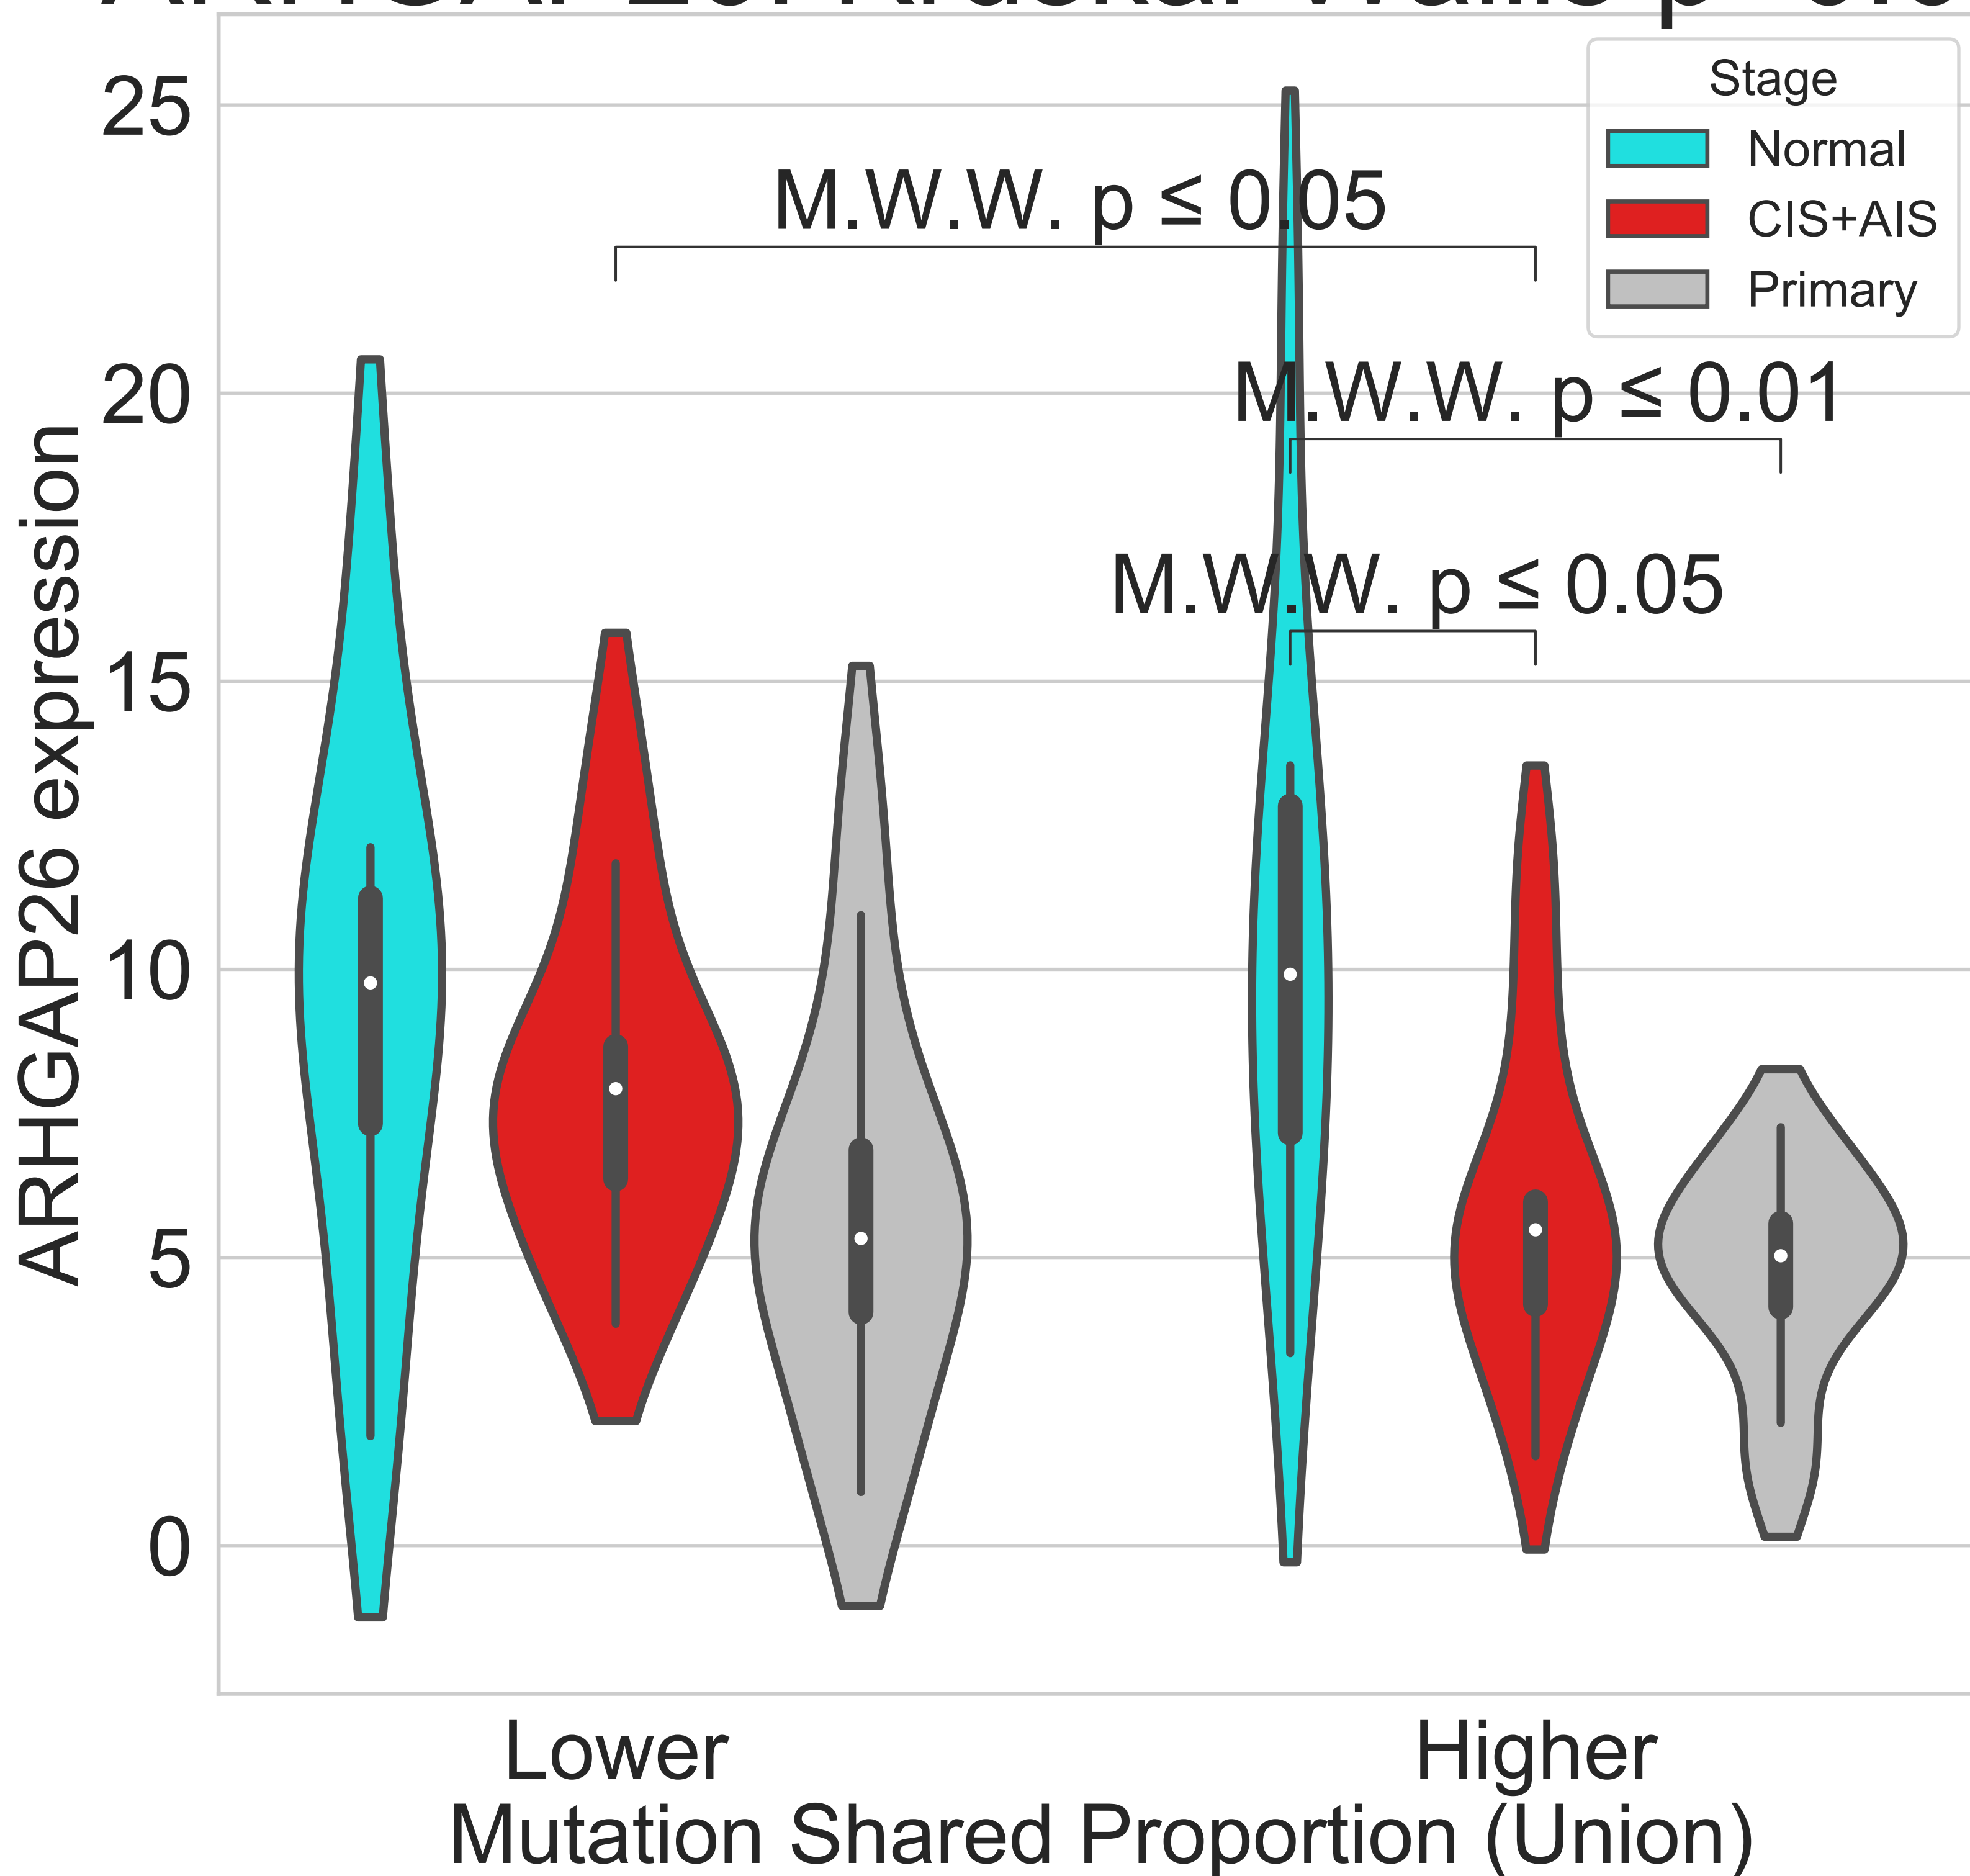 25
20
15
10
5
0
ARHGAP26 expression
M.W.W. p ≤ 0.05
M.W.W. p ≤ 0.01
M.W.W. p ≤ 0.05
Stage
Normal
CIS+AIS
Primary
Lower
Higher
Mutation Shared Proportion (Union)